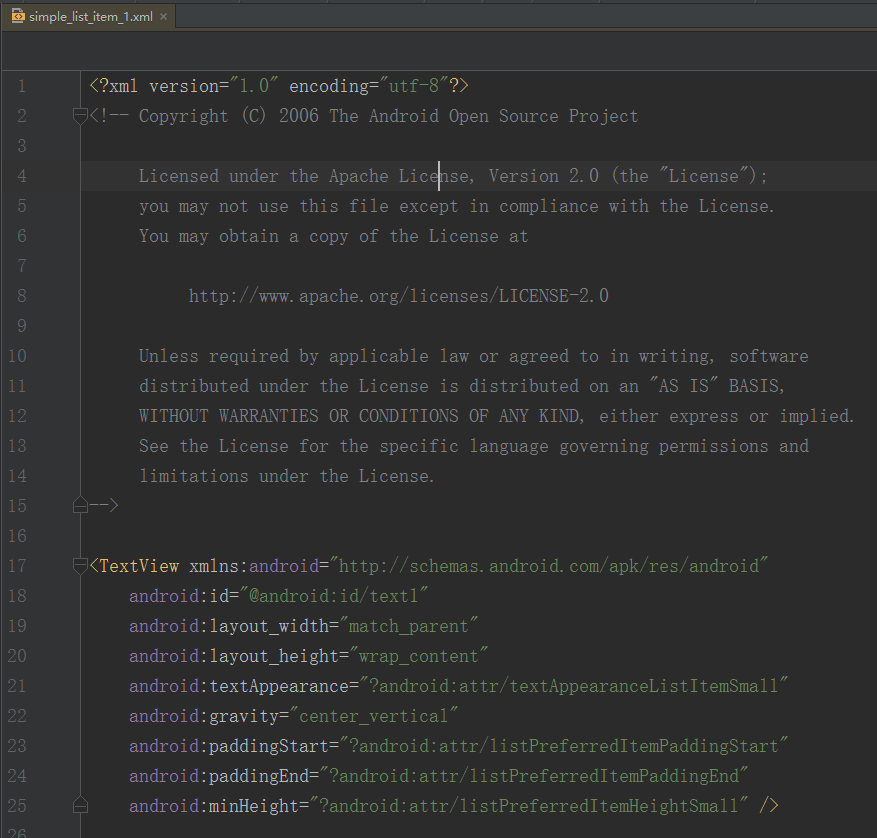 simple_list_item_1.xml
1 <?xml version="1.0" encoding="utf-8"?>
2 <!-- Copyright (C) 2006 The Android Open Source Project
3
4 Licensed under the Apache License, Version 2.0 (the "License");
5 you may not use this file except in compliance with the License.
6 You may obtain a copy of the License at
7
8 http://www.apache.org/licenses/LICENSE-2.0
9
10 Unless required by applicable law or agreed to in writing, software
11 distributed under the License is distributed on an "AS IS" BASIS,
12 WITHOUT WARRANTIES OR CONDITIONS OF ANY KIND, either express or implied.
13 See the License for the specific language governing permissions and
14 limitations under the License.
15 -->
16
17 <TextView xmlns:android="http://schemas.android.com/apk/res/android"
18 android:id="@android:id/text1"
19 android:layout_width="match_parent"
20 android:layout_height="wrap_content"
21 android:textAppearance="?android:attr/textAppearanceListItemSmall"
22 android:gravity="center_vertical"
23 android:paddingStart="?android:attr/listPreferredItemPaddingStart"
24 android:paddingEnd="?android:attr/listPreferredItemPaddingEnd"
25 android:minHeight="?android:attr/listPreferredItemHeightSmall" />
26